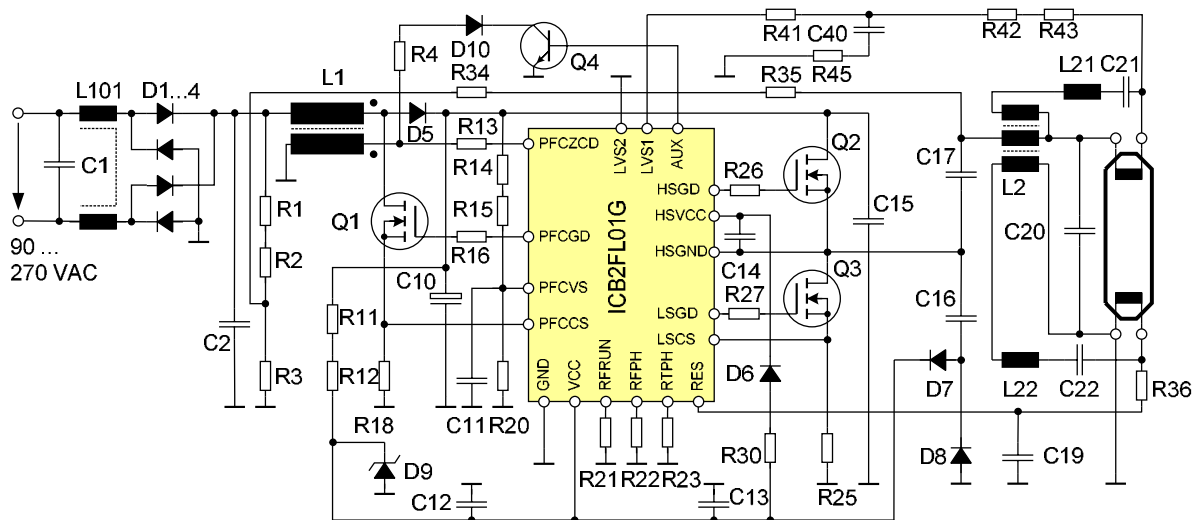 R41
C40
R42
R43
R4
D10
Q4
R45
L21
C21
R34
R35
L101
D1...4
L1
D5
R13
R14
C1
PFCZCD
LVS2
LVS1
AUX
Q2
C17
L2
R26
HSGD
R1
Q1
R15
HSVCC
C15
PFCGD
R16
90 ...
270 VAC
R2
C10
ICB2FL01G
HSGND
C14
Q3
C20
PFCVS
R27
LSGD
C16
R11
PFCCS
LSCS
C2
R3
R12
GND
VCC
RFRUN
RFPH
RTPH
RES
D6
D7
L22
C22
R36
R18
C11
R20
D9
R21
R22
R23
R30
R25
D8
C19
C12
C13